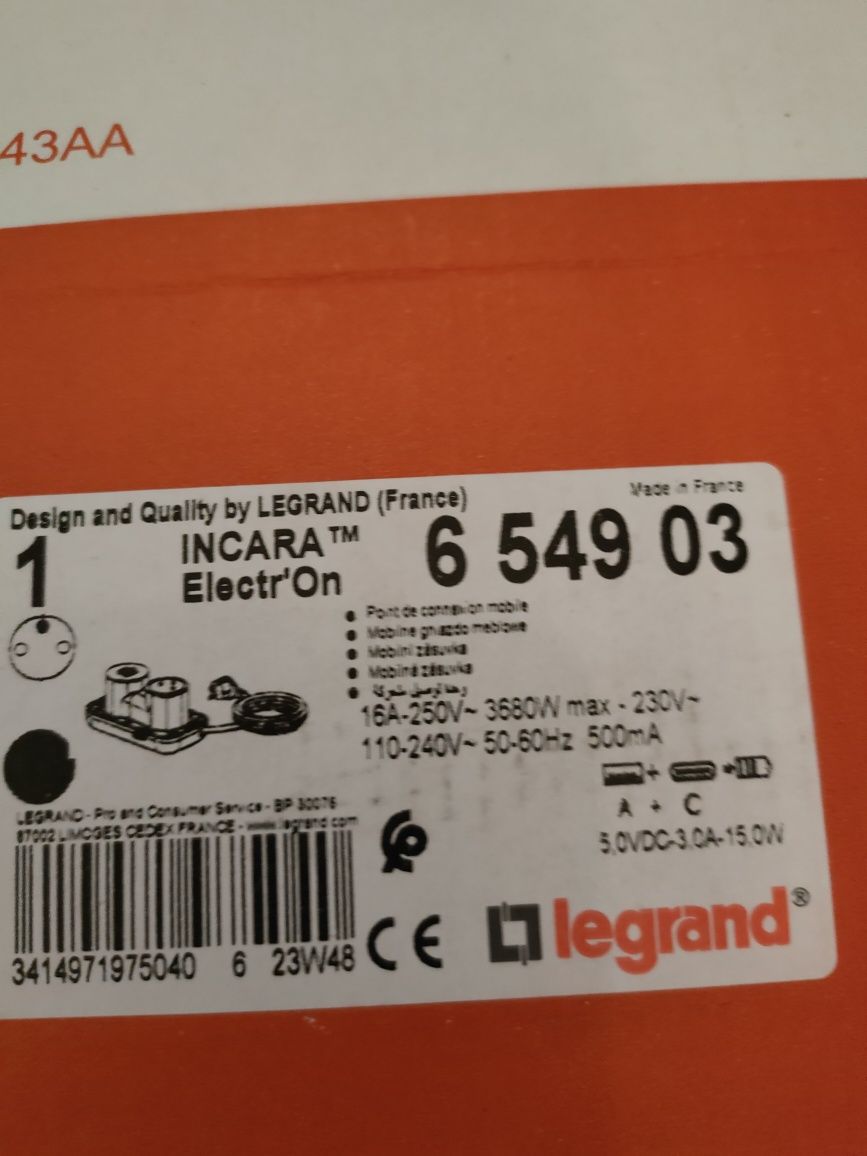 43AA
Design and Quality by LEGRAND (France)
Made in France
1
INCARA™
Electr'On
6 549 03
• Point de connexion mobile
• Mobilne gniazdo meblowe
• Mobilní zásuvka
• Mobilná zásuvka
16A-250V~ 3680W max - 230V~
110-240V~ 50-60Hz 500mA
A + C
5.0VDC-3.0A-15.0W
LEGRAND - Pro and Consumer Service - BP 30076
87002 LIMOGES CEDEX FRANCE - www.legrand.com
3414971975040 6 23W48
CE
legrand®